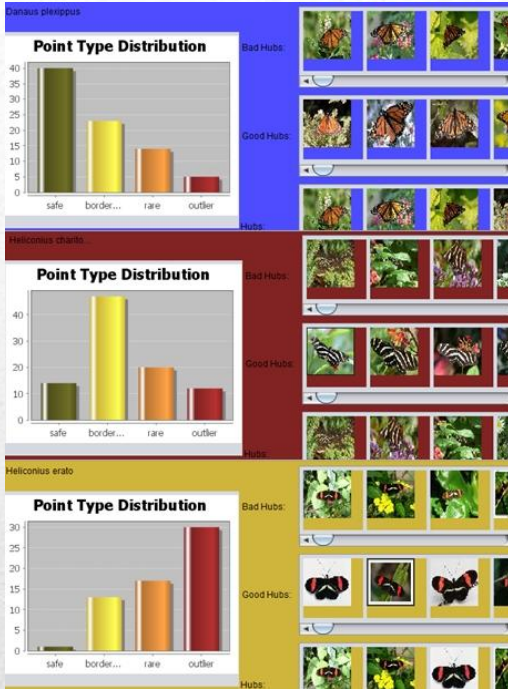 Danaus plexippus
Point Type Distribution
Bad Hubs:
40
35
30
25
20
15
10
5
0
safe border... rare outlier
Good Hubs:
Hubs:
Heliconius charito...
Point Type Distribution
Bad Hubs:
40
30
20
10
0
safe border... rare outlier
Good Hubs:
Hubs:
Heliconius erato
Point Type Distribution
Bad Hubs:
30
25
20
15
10
5
0
safe border... rare outlier
Good Hubs:
Hubs: